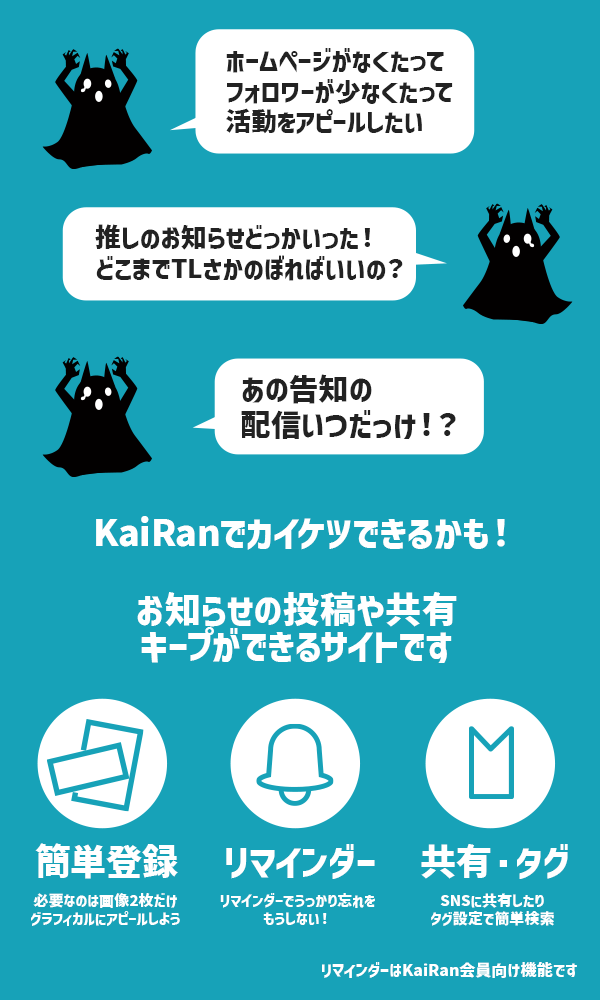 ホームページがなくたって
フォロワーが少なくたって
活動をアピールしたい
推しのお知らせどっかいった!
どこまでTLさかのぼればいいの?
あの告知の
配信いつだっけ!?
KaiRanでカイケツできるかも!
お知らせの投稿や共有
キープができるサイトです
簡単登録
必要なのは画像2枚だけ
グラフィカルにアピールしよう
リマインダー
リマインダーでうっかり忘れを
もうしない!
共有・タグ
SNSに共有したり
タグ設定で簡単検索
リマインダーはKaiRan会員向け機能です